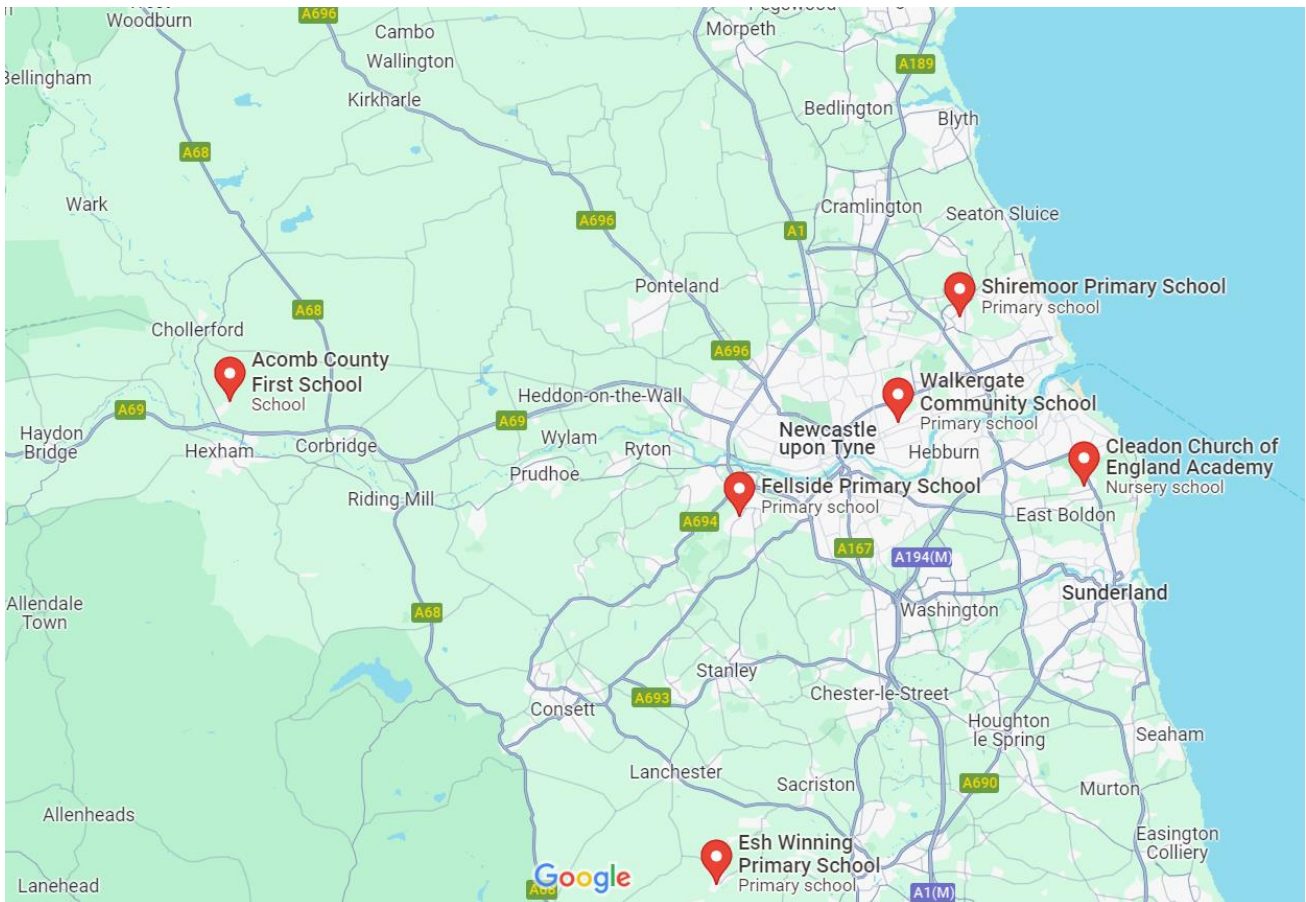 Woodburn
A696
Cambo
Morpeth
Wallington
A189
Bellingham
Kirkharle
Bedlington
Blyth
A68
Wark
Cramlington
Seaton Sluice
A696
A1
Ponteland
Shiremoor Primary School
Primary school
A68
Chollerford
A696
Acomb County
First School
School
Walkergate
Community School
Primary school
Heddon-on-the-Wall
A69
A69
Haydon
Bridge
Hexham
Corbridge
Wylam
Ryton
Newcastle
upon Tyne
Hebburn
Cleadon Church of
England Academy
Nursery school
Prudhoe
Riding Mill
Fellside Primary School
Primary school
East Boldon
A694
A167
A194(M)
Sunderland
Allendale
Town
A68
Washington
Stanley
Consett
A693
Chester-le-Street
Houghton
le Spring
Seaham
Lanchester
Sacriston
A690
Murton
Allenheads
Easington
Colliery
Esh Winning
Primary School
Primary school
Google
Lanehead
A68
A1(M)